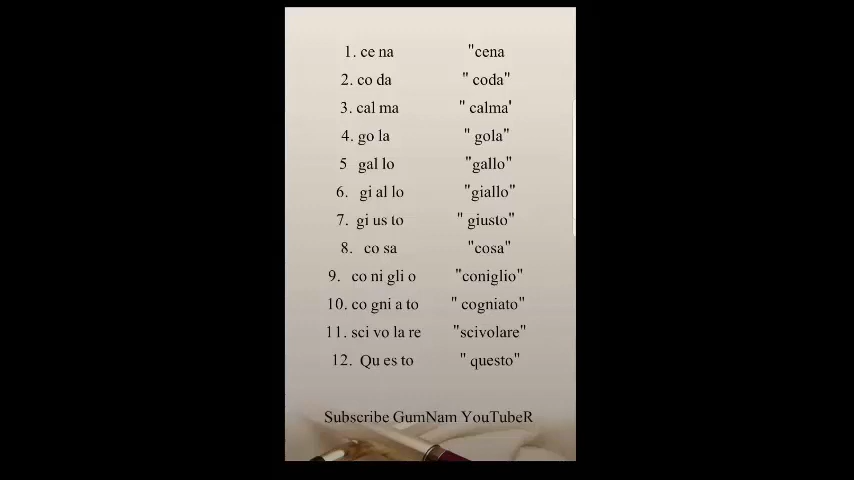 1. ce na "cena
2. co da " coda"
3. cal ma " calma'
4. go la " gola"
5 gal lo "gallo"
6. gi al lo "giallo"
7. gi us to " giusto"
8. co sa "cosa"
9. co ni gli o "coniglio"
10. co gni a to " cogniato"
11. sci vo la re "scivolare"
12. Qu es to " questo"
Subscribe GumNam YouTubeR